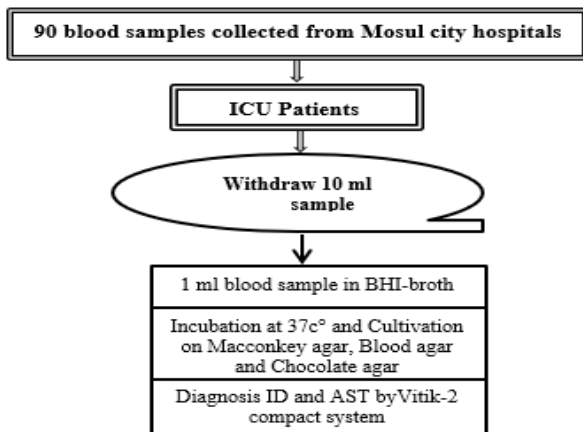 90 blood samples collected from Mosul city hospitals
ICU Patients
Withdraw 10 ml
sample
1 ml blood sample in BHI-broth
Incubation at 37c° and Cultivation
on Macconkey agar, Blood agar
and Chocolate agar
Diagnosis ID and AST byVitik-2
compact system